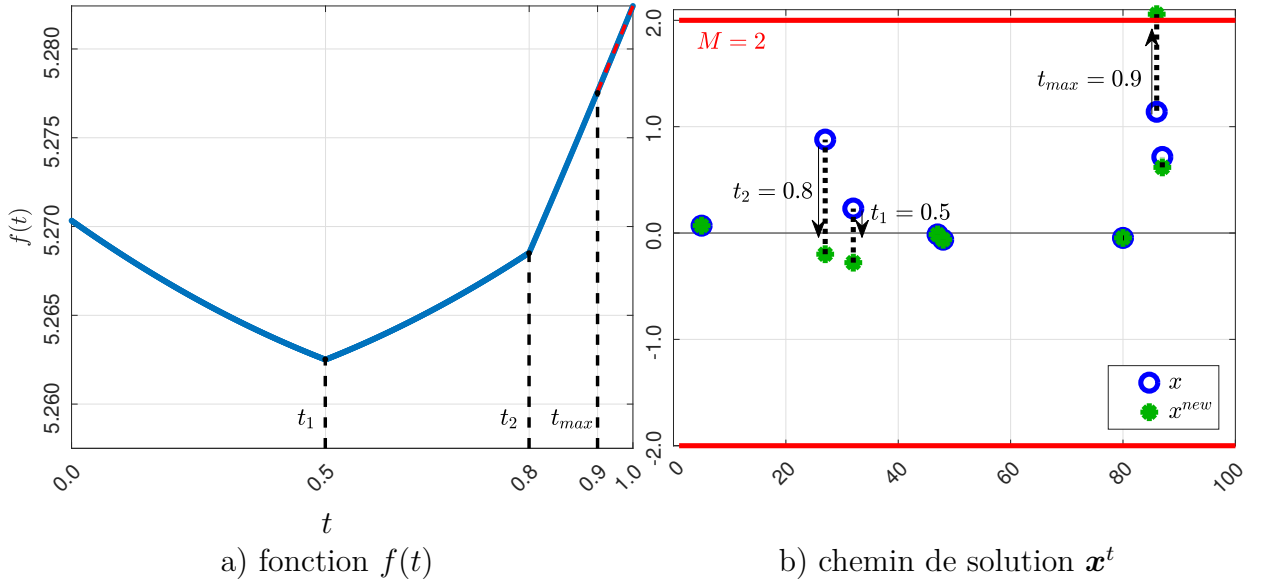 5.280
5.275
5.270
5.265
5.260
f(t)
t₁
t₂
t_max
0.0
0.5
0.8
0.9
1.0
t
a) fonction f(t)
2.0
1.0
0.0
-1.0
-2.0
M = 2
t_max = 0.9
t₂ = 0.8
t₁ = 0.5
x
x^new
0
20
40
60
80
100
b) chemin de solution x^t